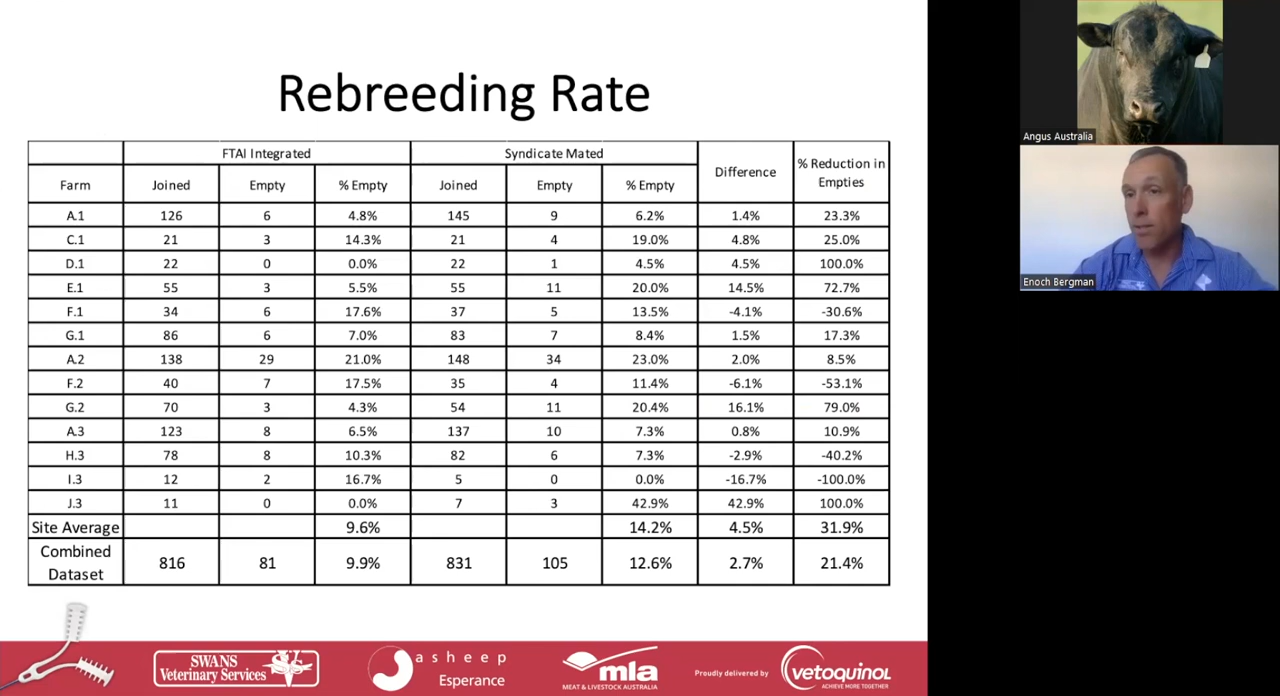 Rebreeding Rate
FTAI Integrated Syndicate Mated Difference % Reduction in Empties
Farm Joined Empty % Empty Joined Empty % Empty
A.1 126 6 4.8% 145 9 6.2% 1.4% 23.3%
C.1 21 3 14.3% 21 4 19.0% 4.8% 25.0%
D.1 22 0 0.0% 22 1 4.5% 4.5% 100.0%
E.1 55 3 5.5% 55 11 20.0% 14.5% 72.7%
F.1 34 6 17.6% 37 5 13.5% -4.1% -30.6%
G.1 86 6 7.0% 83 7 8.4% 1.5% 17.3%
A.2 138 29 21.0% 148 34 23.0% 2.0% 8.5%
F.2 40 7 17.5% 35 4 11.4% -6.1% -53.1%
G.2 70 3 4.3% 54 11 20.4% 16.1% 79.0%
A.3 123 8 6.5% 137 10 7.3% 0.8% 10.9%
H.3 78 8 10.3% 82 6 7.3% -2.9% -40.2%
I.3 12 2 16.7% 5 0 0.0% -16.7% -100.0%
J.3 11 0 0.0% 7 3 42.9% 42.9% 100.0%
Site Average 9.6% 14.2% 4.5% 31.9%
Combined Dataset 816 81 9.9% 831 105 12.6% 2.7% 21.4%
SWANS
Veterinary Services
asheep
Esperance
mla
MEAT & LIVESTOCK AUSTRALIA
Proudly delivered by
vetoquinol
ACHIEVE MORE TOGETHER
Angus Australia
Enoch Bergman